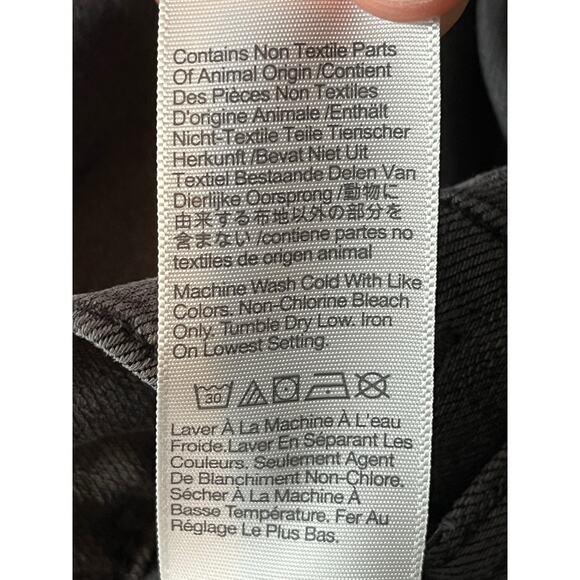 Contains Non Textile Parts
Of Animal Origin /Contient
Des Pièces Non Textiles
D'origine Animale /Enthält
Nicht-Textile Teile Tierischer
Herkunft /Bevat Niet Uit
Textiel Bestaande Delen Van
Dierlijke Oorsprong /動物に
由来する布地以外の部分を
含まない /contiene partes no
textiles de origen animal
Machine Wash Cold With Like
Colors. Non-Chlorine Bleach
Only. Tumble Dry Low. Iron
On Lowest Setting.
30
Laver À La Machine À L'eau
Froide.Laver En Séparant Les
Couleurs. Seulement Agent
De Blanchiment Non-Chlore.
Sécher À La Machine À
Basse Température. Fer Au
Réglage Le Plus Bas.